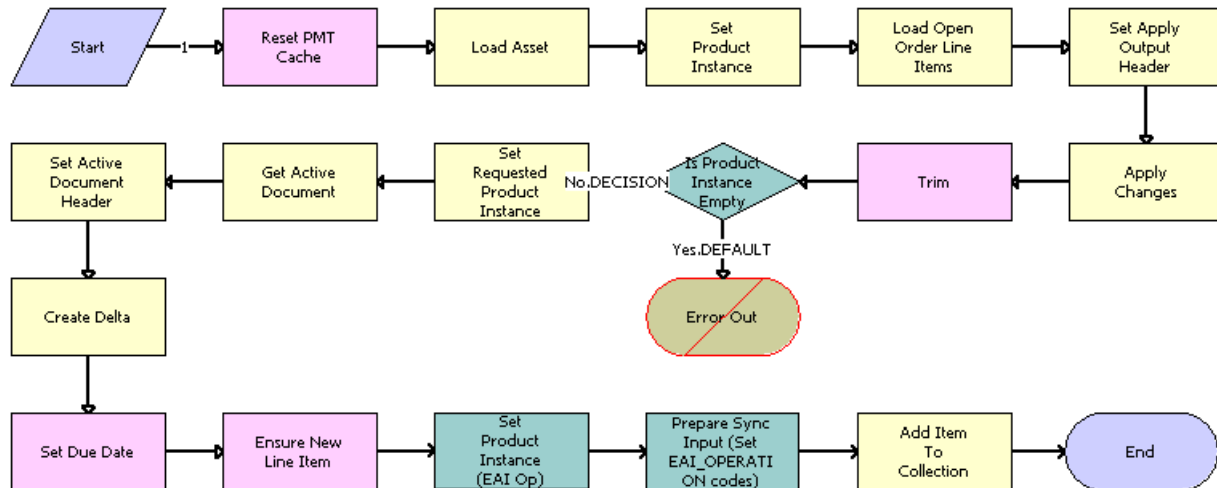 Start
1
Reset PMT
Cache
Load Asset
Set
Product
Instance
Load Open
Order Line
Items
Set Apply
Output
Header
Set Active
Document
Header
Get Active
Document
Set
Requested
Product
Instance
No.DECISION
Is Product
Instance
Empty
Trim
Apply
Changes
Yes.DEFAULT
Create Delta
Error Out
Set Due Date
Ensure New
Line Item
Set
Product
Instance
(EAI Op)
Prepare Sync
Input (Set
EAI_OPERATI
ON codes)
Add Item
To
Collection
End